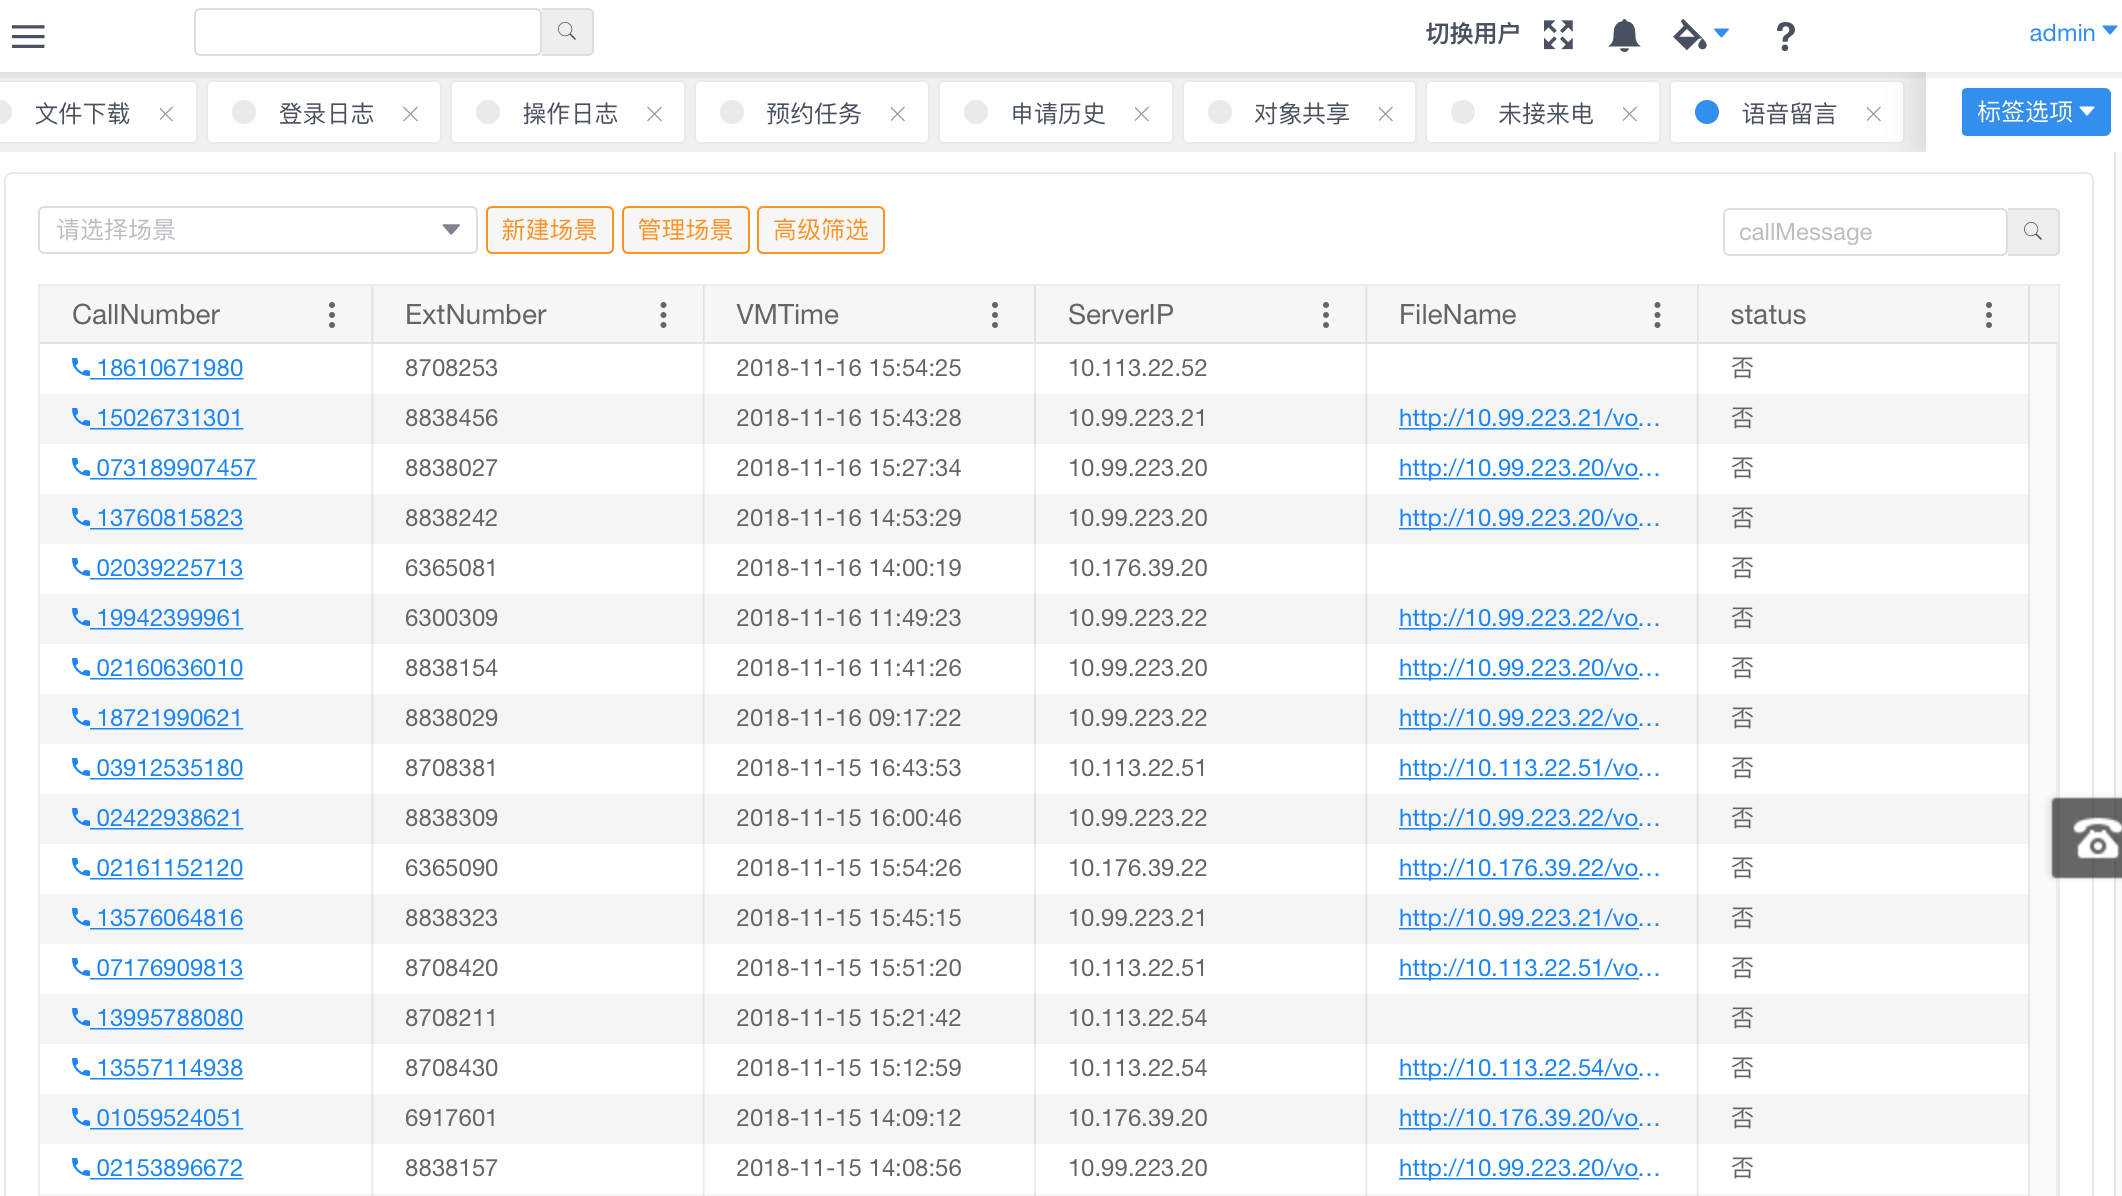 切换用户 ? admin
文件下载 × 登录日志 × 操作日志 × 预约任务 × 申请历史 × 对象共享 × 未接来电 × 语音留言 × 标签选项
请选择场景 新建场景 管理场景 高级筛选 callMessage
CallNumber ExtNumber VMTime ServerIP FileName status
18610671980 8708253 2018-11-16 15:54:25 10.113.22.52 否
15026731301 8838456 2018-11-16 15:43:28 10.99.223.21 http://10.99.223.21/vo... 否
073189907457 8838027 2018-11-16 15:27:34 10.99.223.20 http://10.99.223.20/vo... 否
13760815823 8838242 2018-11-16 14:53:29 10.99.223.20 http://10.99.223.20/vo... 否
02039225713 6365081 2018-11-16 14:00:19 10.176.39.20 否
19942399961 6300309 2018-11-16 11:49:23 10.99.223.22 http://10.99.223.22/vo... 否
02160636010 8838154 2018-11-16 11:41:26 10.99.223.20 http://10.99.223.20/vo... 否
18721990621 8838029 2018-11-16 09:17:22 10.99.223.22 http://10.99.223.22/vo... 否
03912535180 8708381 2018-11-15 16:43:53 10.113.22.51 http://10.113.22.51/vo... 否
02422938621 8838309 2018-11-15 16:00:46 10.99.223.22 http://10.99.223.22/vo... 否
02161152120 6365090 2018-11-15 15:54:26 10.176.39.22 http://10.176.39.22/vo... 否
13576064816 8838323 2018-11-15 15:45:15 10.99.223.21 http://10.99.223.21/vo... 否
07176909813 8708420 2018-11-15 15:51:20 10.113.22.51 http://10.113.22.51/vo... 否
13995788080 8708211 2018-11-15 15:21:42 10.113.22.54 否
13557114938 8708430 2018-11-15 15:12:59 10.113.22.54 http://10.113.22.54/vo... 否
01059524051 6917601 2018-11-15 14:09:12 10.176.39.20 http://10.176.39.20/vo... 否
02153896672 8838157 2018-11-15 14:08:56 10.99.223.20 http://10.99.223.20/vo... 否